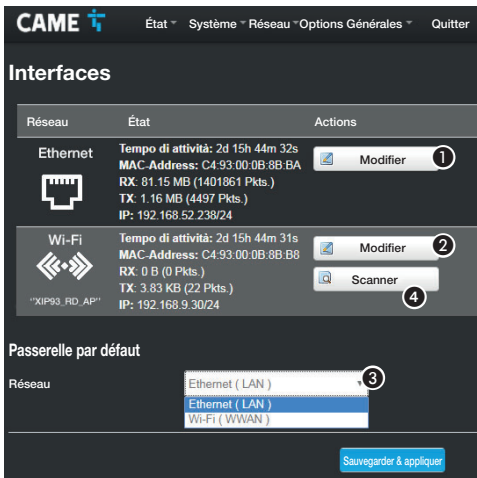 CAME
État Système Réseau Options Générales Quitter
Interfaces
Réseau État Actions
Ethernet
Tempo di attività: 2d 15h 44m 32s
MAC-Address: C4:93:00:0B:8B:BA
RX: 81.15 MB (1401861 Pkts.)
TX: 1.16 MB (4497 Pkts.)
IP: 192.168.52.238/24
Modifier
1
Wi-Fi
"XIP93_RD_AP"
Tempo di attività: 2d 15h 44m 31s
MAC-Address: C4:93:00:0B:8B:B8
RX: 0 B (0 Pkts.)
TX: 3.83 KB (22 Pkts.)
IP: 192.168.9.30/24
Modifier
2
Scanner
4
Passerelle par défaut
Réseau
Ethernet ( LAN )
3
Ethernet ( LAN )
Wi-Fi ( WWAN )
Sauvegarder & appliquer